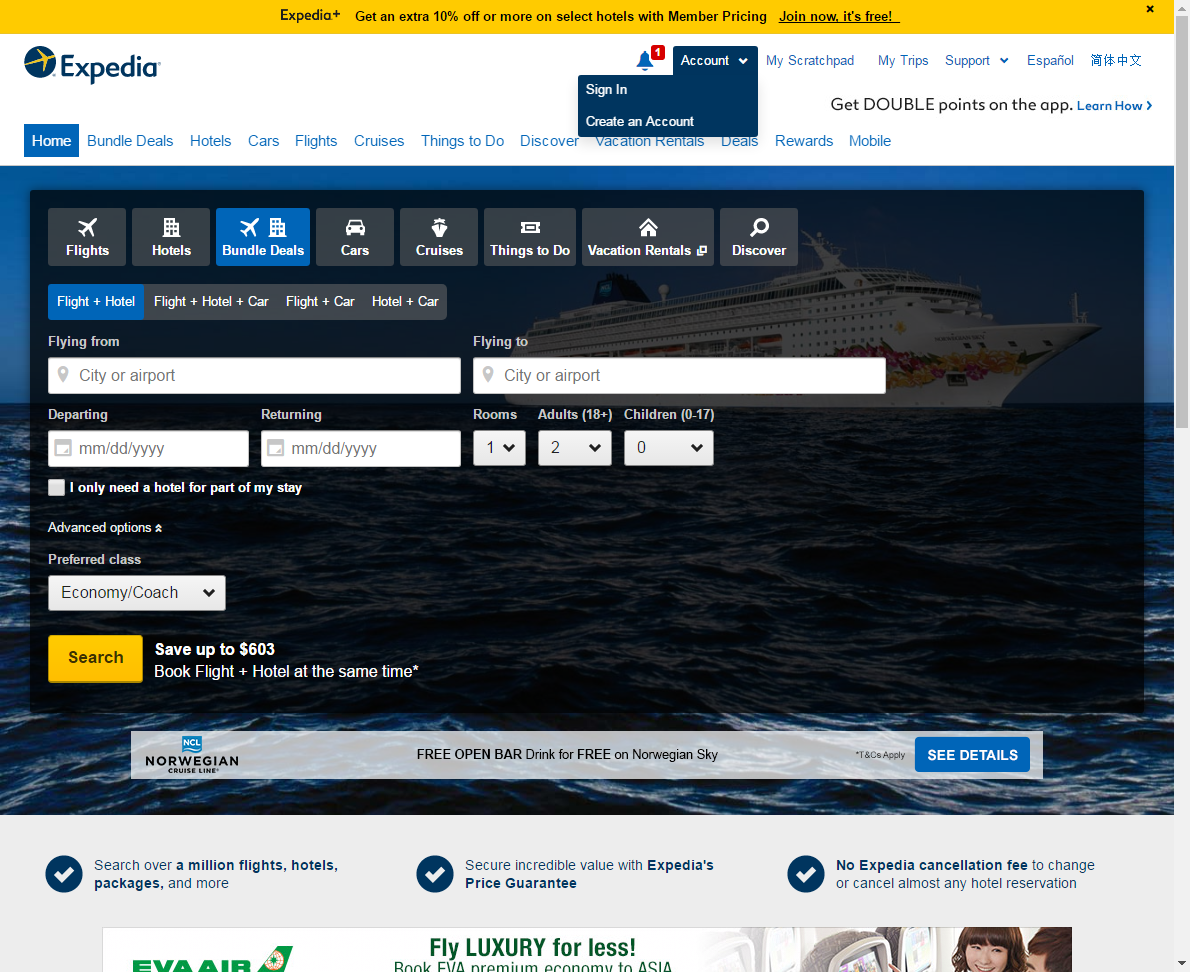 Expedia+ Get an extra 10% off or more on select hotels with Member Pricing Join now, it's free!
Expedia
1
Account
My Scratchpad
My Trips
Support
Español
简体中文
Sign In
Create an Account
Get DOUBLE points on the app. Learn How
Home
Bundle Deals
Hotels
Cars
Flights
Cruises
Things to Do
Discover
Vacation Rentals
Deals
Rewards
Mobile
Flights
Hotels
Bundle Deals
Cars
Cruises
Things to Do
Vacation Rentals
Discover
Flight + Hotel
Flight + Hotel + Car
Flight + Car
Hotel + Car
Flying from
Flying to
City or airport
City or airport
Departing
Returning
Rooms
Adults (18+)
Children (0-17)
mm/dd/yyyy
mm/dd/yyyy
1
2
0
I only need a hotel for part of my stay
Advanced options
Preferred class
Economy/Coach
Search
Save up to $603
Book Flight + Hotel at the same time*
NCL
NORWEGIAN
CRUISE LINE®
FREE OPEN BAR Drink for FREE on Norwegian Sky
*T&Cs Apply
SEE DETAILS
Search over a million flights, hotels,
packages, and more
Secure incredible value with Expedia's
Price Guarantee
No Expedia cancellation fee to change
or cancel almost any hotel reservation
EVA AIR
Fly LUXURY for less!
Book EVA premium economy to ASIA